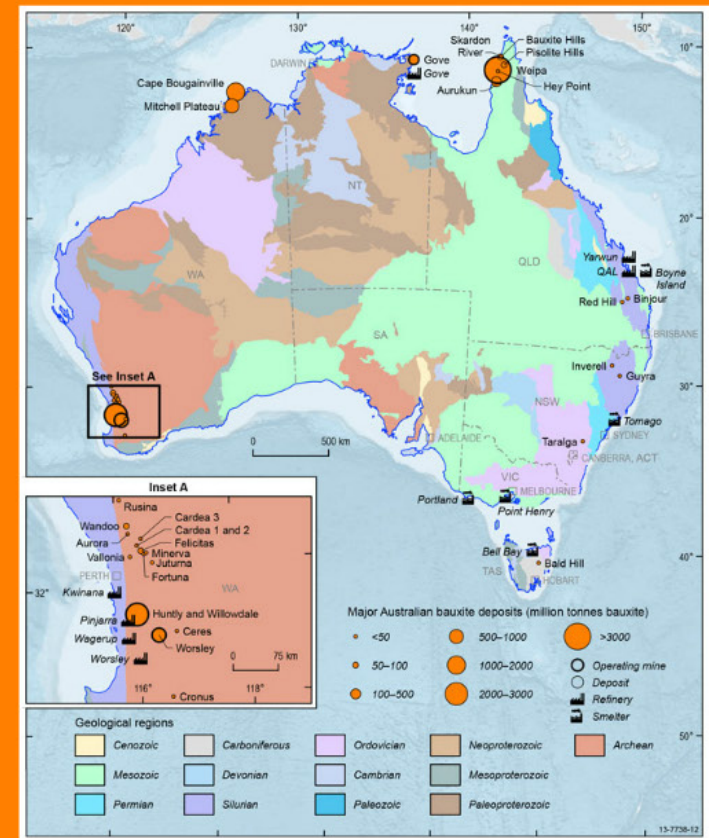 130°
140°
150°
120°
10°
Bauxite Hills
Skardon River
Pisolite Hills
DARWIN
Gove
Gove
Weipa
Cape Bougainville
Hey Point
Mitchell Plateau
Aurukun
NT
20°
QLD
Yarwun
QAL
Boyne Island
WA
Red Hill
Binjour
SA
BRISBANE
Inverell
30°
See Inset A
Guyra
NSW
Tomago
0 500 km
ADELAIDE
SYDNEY
Taralga
CANBERRA, ACT
VIC
MELBOURNE
Portland
Point Henry
Inset A
Rusina
Wandoo
Cardea 3
Aurora
Cardea 1 and 2
Felicitas
Vallonia
Minerva
Juturna
PERTH
Fortuna
WA
32°
Kwinana
Huntly and Willowdale
Pinjarra
Ceres
0 75 km
Wagerup
Worsley
Worsley
Cronus
116°
118°
Bell Bay
Bald Hill
40°
TAS
HOBART
Major Australian bauxite deposits (million tonnes bauxite)
<50
500–1000
>3000
50–100
1000–2000
Operating mine
Deposit
100–500
2000–3000
Refinery
Smelter
Geological regions
Cenozoic
Carboniferous
Ordovician
Neoproterozoic
Archean
Mesozoic
Devonian
Cambrian
Mesoproterozoic
50°
Permian
Silurian
Paleozoic
Paleoproterozoic
13-7736-12